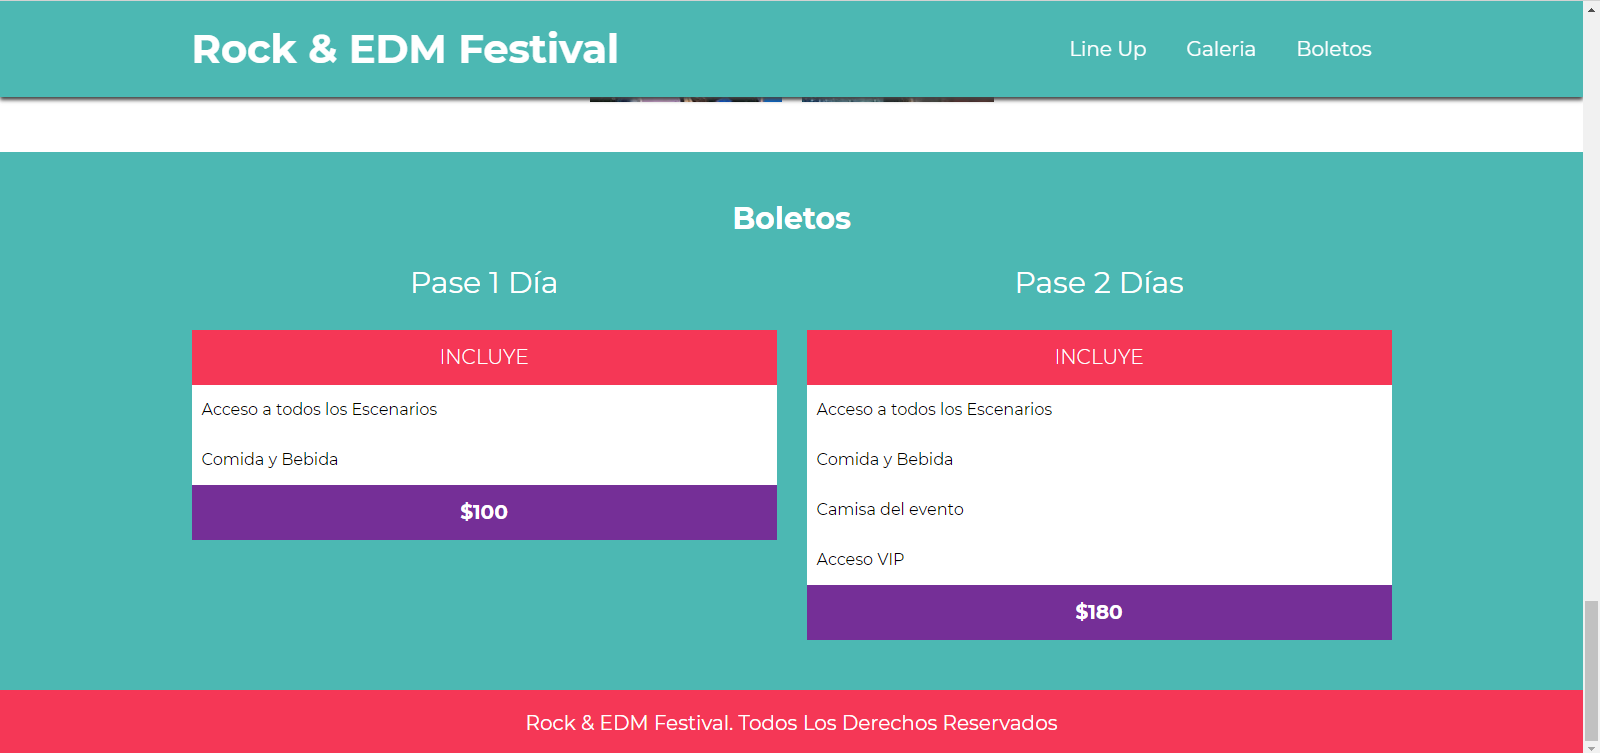 Rock & EDM Festival
Line Up Galeria Boletos
Boletos
Pase 1 Día
INCLUYE
Acceso a todos los Escenarios
Comida y Bebida
$100
Pase 2 Días
INCLUYE
Acceso a todos los Escenarios
Comida y Bebida
Camisa del evento
Acceso VIP
$180
Rock & EDM Festival. Todos Los Derechos Reservados